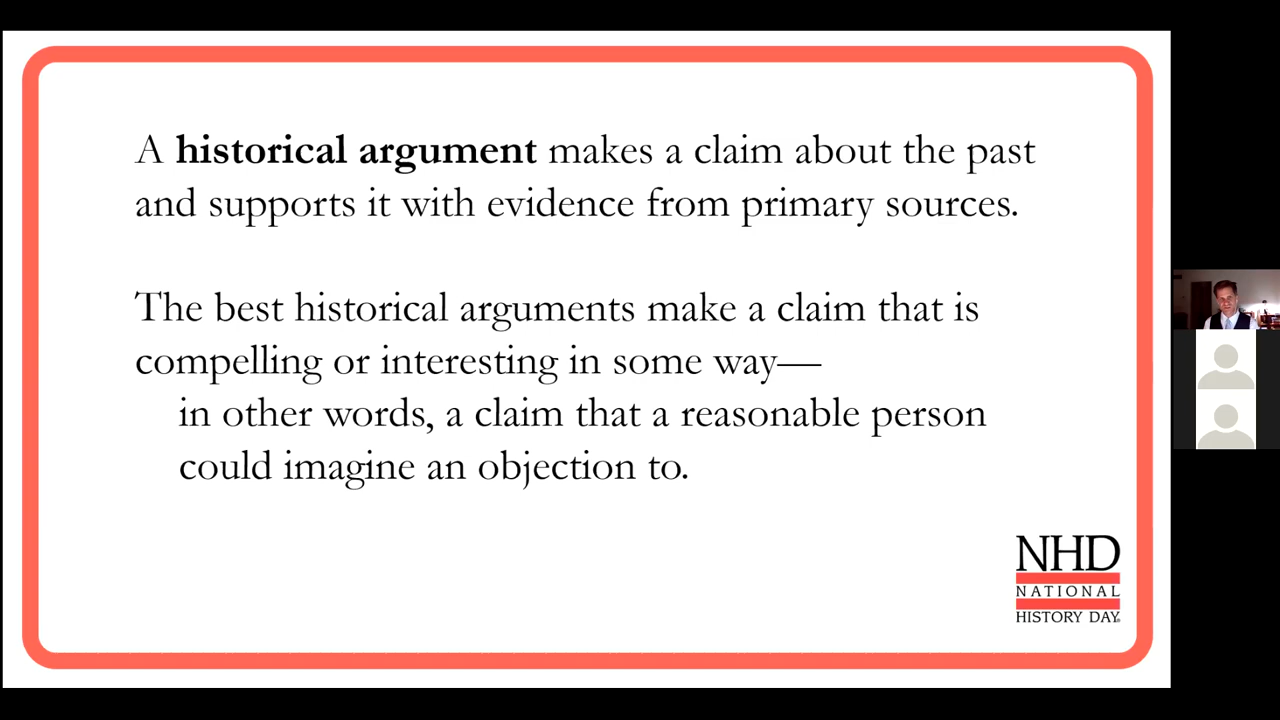 A historical argument makes a claim about the past
and supports it with evidence from primary sources.
The best historical arguments make a claim that is
compelling or interesting in some way—
in other words, a claim that a reasonable person
could imagine an objection to.
NHD
NATIONAL
HISTORY DAY